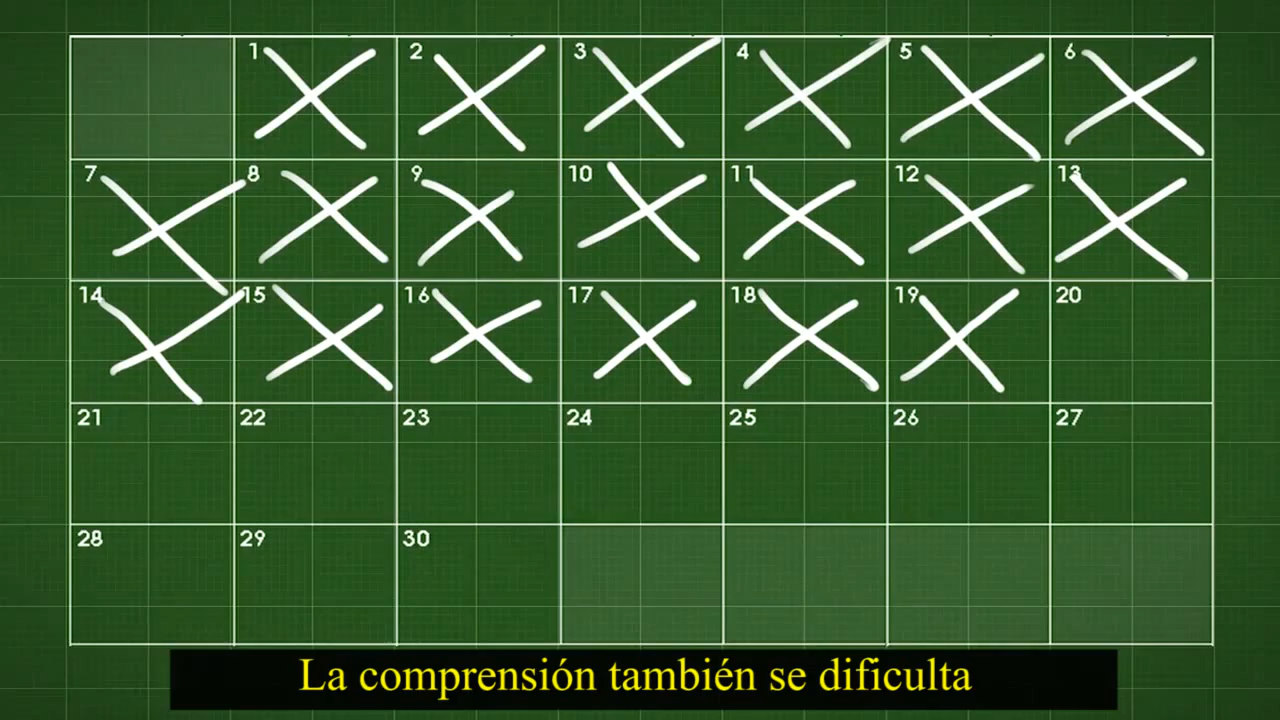 1 2 3 4 5 6
7 8 9 10 11 12 13
14 15 16 17 18 19 20
21 22 23 24 25 26 27
28 29 30
La comprensión también se dificulta